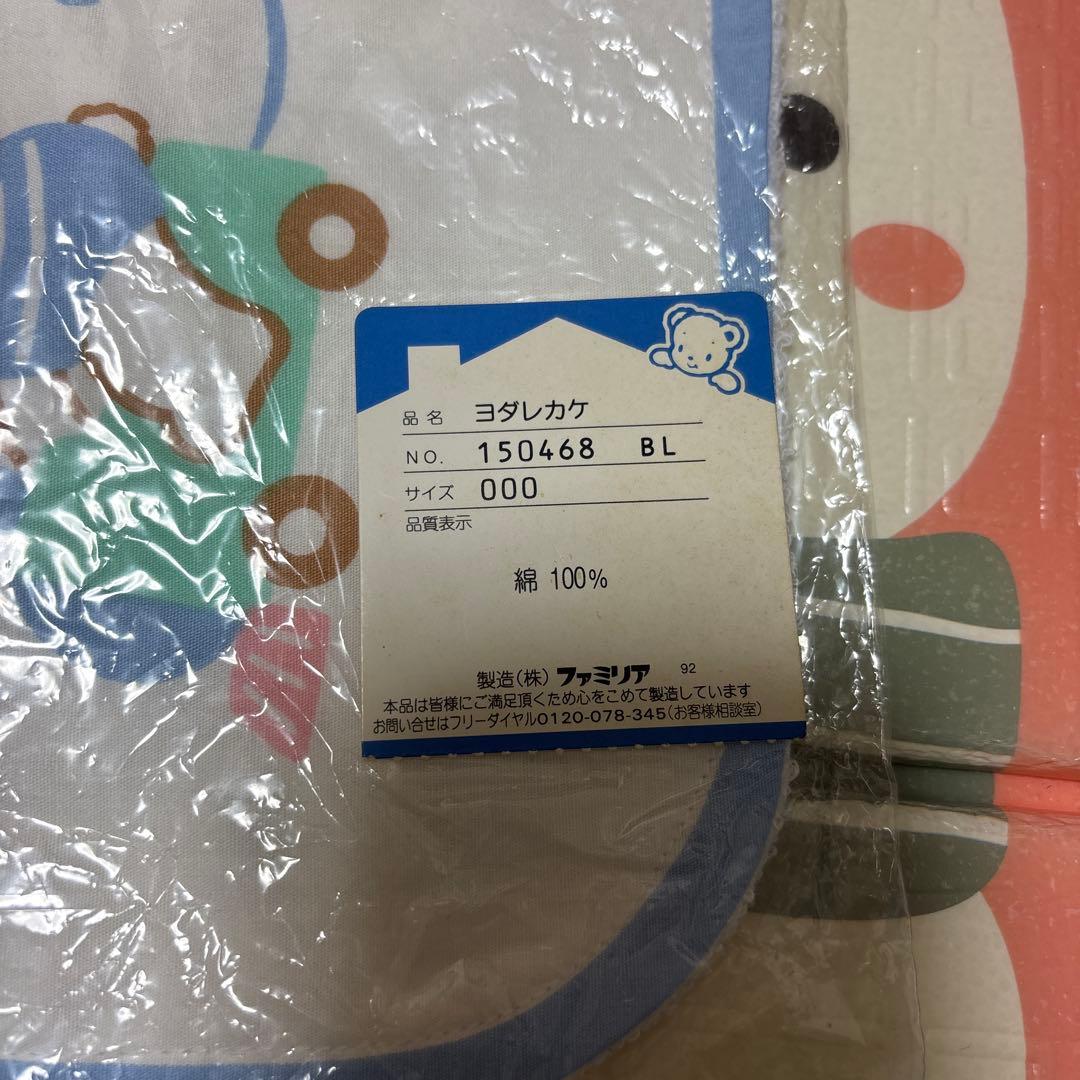 品名 ヨダレカケ
NO. 150468 BL
サイズ 000
品質表示
綿 100%
製造(株) ファミリア 92
本品は皆様にご満足頂くため心をこめて製造しています
お問い合せはフリーダイヤル0120-078-345(お客様相談室)